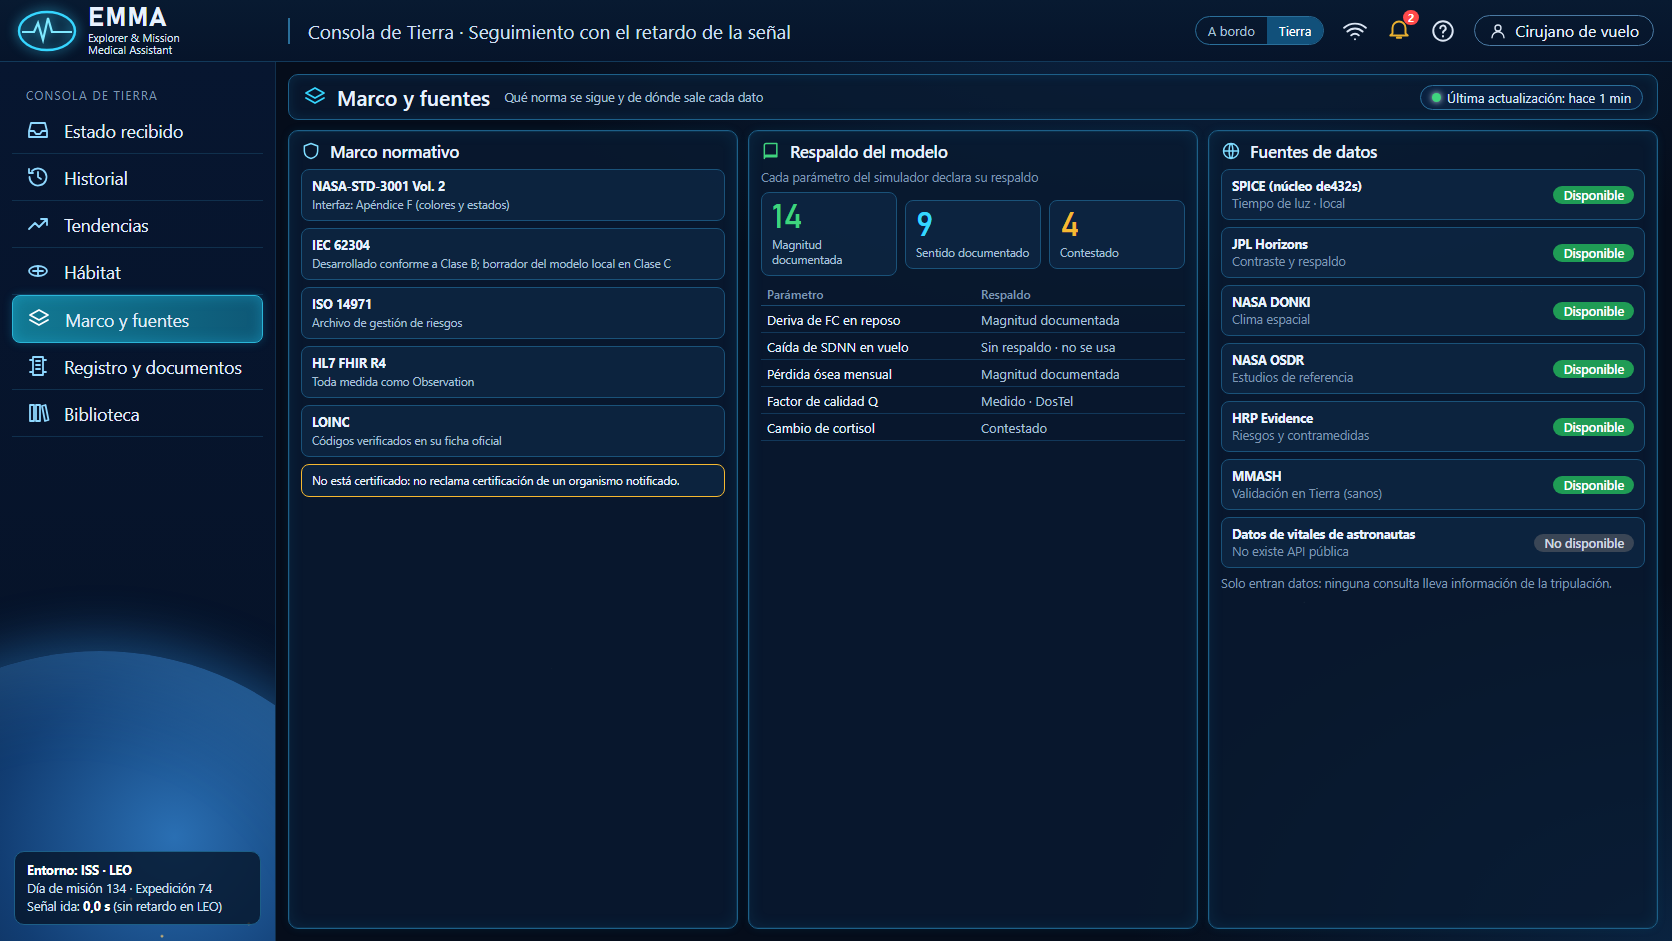 EMMA
Explorer & Mission
Medical Assistant
Consola de Tierra · Seguimiento con el retardo de la señal
A bordo
Tierra
2
Cirujano de vuelo
CONSOLA DE TIERRA
Estado recibido
Historial
Tendencias
Hábitat
Marco y fuentes
Registro y documentos
Biblioteca
Entorno: ISS · LEO
Día de misión 134 · Expedición 74
Señal ida: 0,0 s (sin retardo en LEO)
Marco y fuentes
Qué norma se sigue y de dónde sale cada dato
Última actualización: hace 1 min
Marco normativo
NASA-STD-3001 Vol. 2
Interfaz: Apéndice F (colores y estados)
IEC 62304
Desarrollado conforme a Clase B; borrador del modelo local en Clase C
ISO 14971
Archivo de gestión de riesgos
HL7 FHIR R4
Toda medida como Observation
LOINC
Códigos verificados en su ficha oficial
No está certificado: no reclama certificación de un organismo notificado.
Respaldo del modelo
Cada parámetro del simulador declara su respaldo
14
Magnitud
documentada
9
Sentido documentado
4
Contestado
Parámetro Respaldo
Deriva de FC en reposo Magnitud documentada
Caída de SDNN en vuelo Sin respaldo · no se usa
Pérdida ósea mensual Magnitud documentada
Factor de calidad Q Medido · DosTel
Cambio de cortisol Contestado
Fuentes de datos
SPICE (núcleo de432s)
Tiempo de luz · local
Disponible
JPL Horizons
Contraste y respaldo
Disponible
NASA DONKI
Clima espacial
Disponible
NASA OSDR
Estudios de referencia
Disponible
HRP Evidence
Riesgos y contramedidas
Disponible
MMASH
Validación en Tierra (sanos)
Disponible
Datos de vitales de astronautas
No existe API pública
No disponible
Solo entran datos: ninguna consulta lleva información de la tripulación.